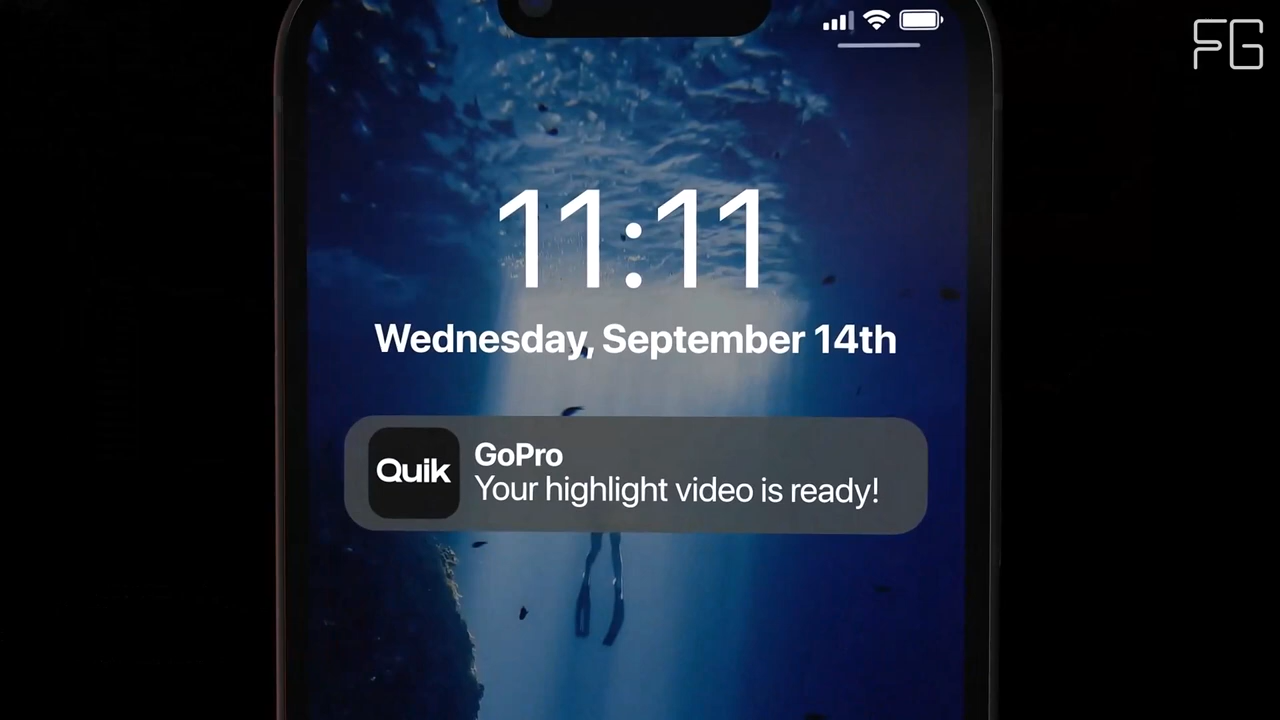 FG
11:11
Wednesday, September 14th
Quik
GoPro
Your highlight video is ready!